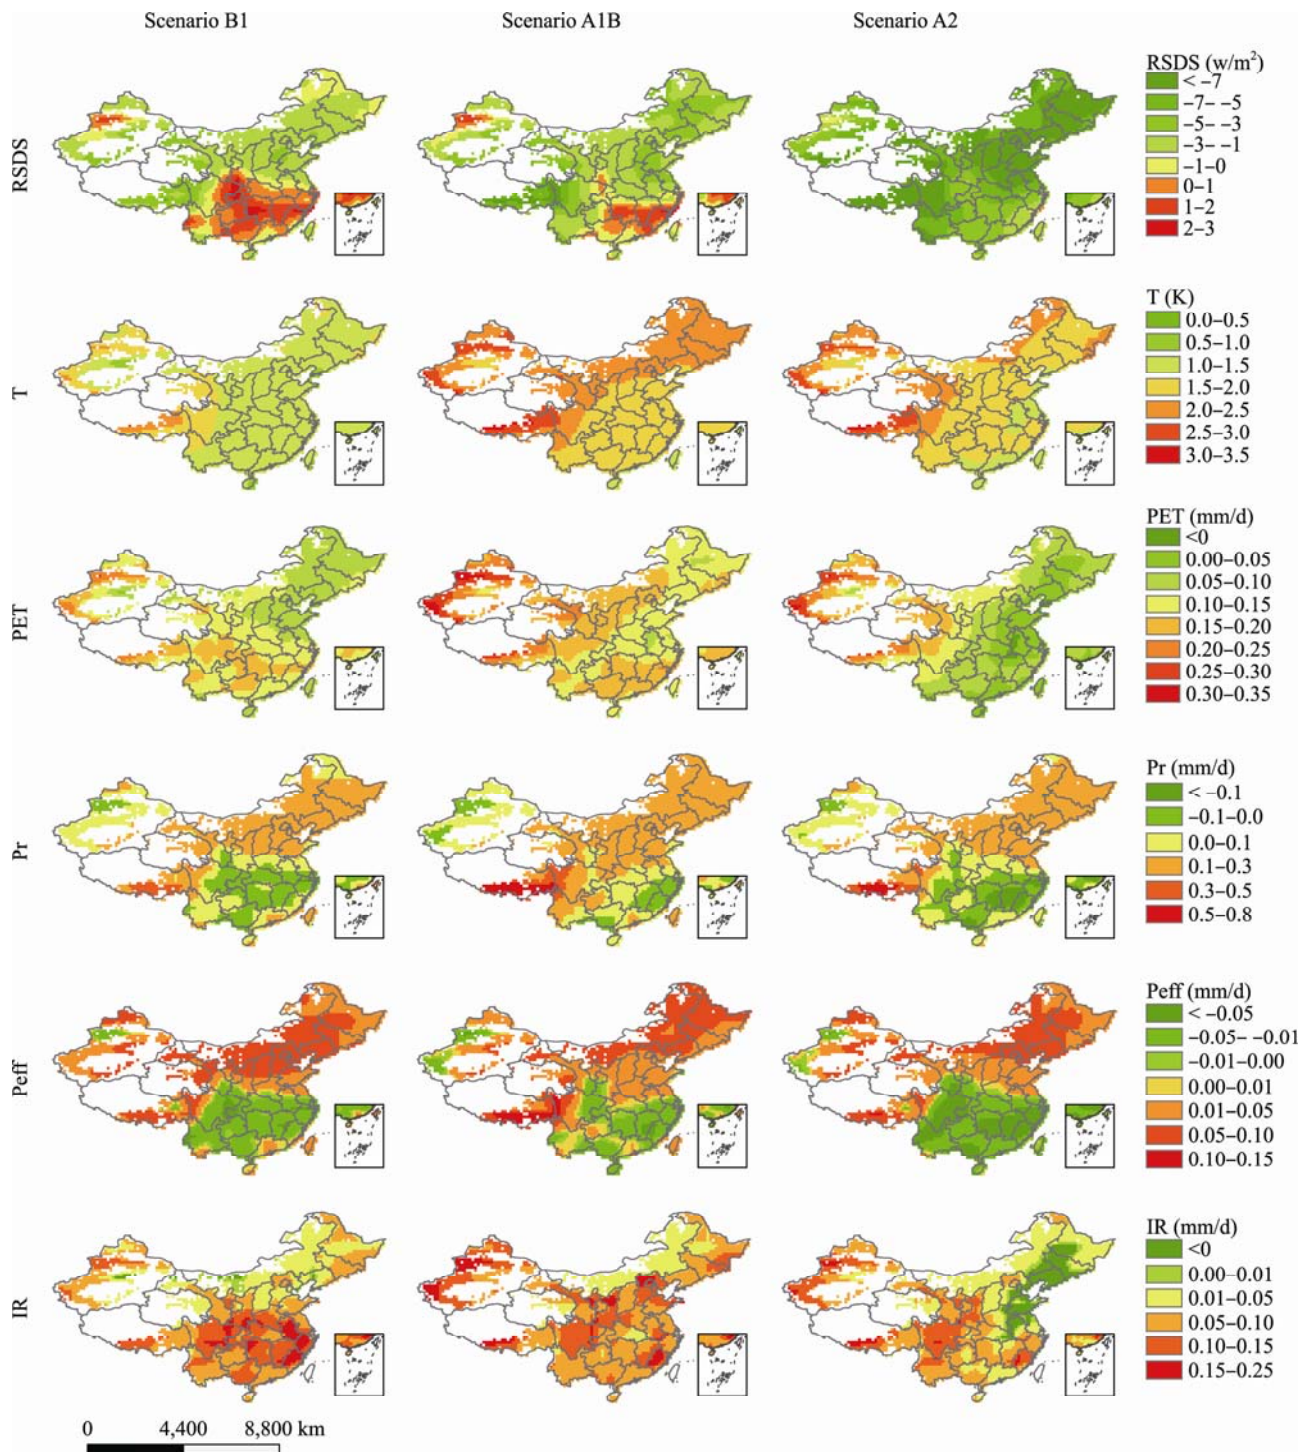 Scenario B1
Scenario A1B
Scenario A2
RSDS
RSDS (w/m²)
< −7
−7− −5
−5− −3
−3− −1
−1−0
0−1
1−2
2−3
T
T (K)
0.0−0.5
0.5−1.0
1.0−1.5
1.5−2.0
2.0−2.5
2.5−3.0
3.0−3.5
PET
PET (mm/d)
<0
0.00−0.05
0.05−0.10
0.10−0.15
0.15−0.20
0.20−0.25
0.25−0.30
0.30−0.35
Pr
Pr (mm/d)
< −0.1
−0.1−0.0
0.0−0.1
0.1−0.3
0.3−0.5
0.5−0.8
Peff
Peff (mm/d)
< −0.05
−0.05− −0.01
−0.01−0.00
0.00−0.01
0.01−0.05
0.05−0.10
0.10−0.15
IR
IR (mm/d)
<0
0.00−0.01
0.01−0.05
0.05−0.10
0.10−0.15
0.15−0.25
0 4,400 8,800 km